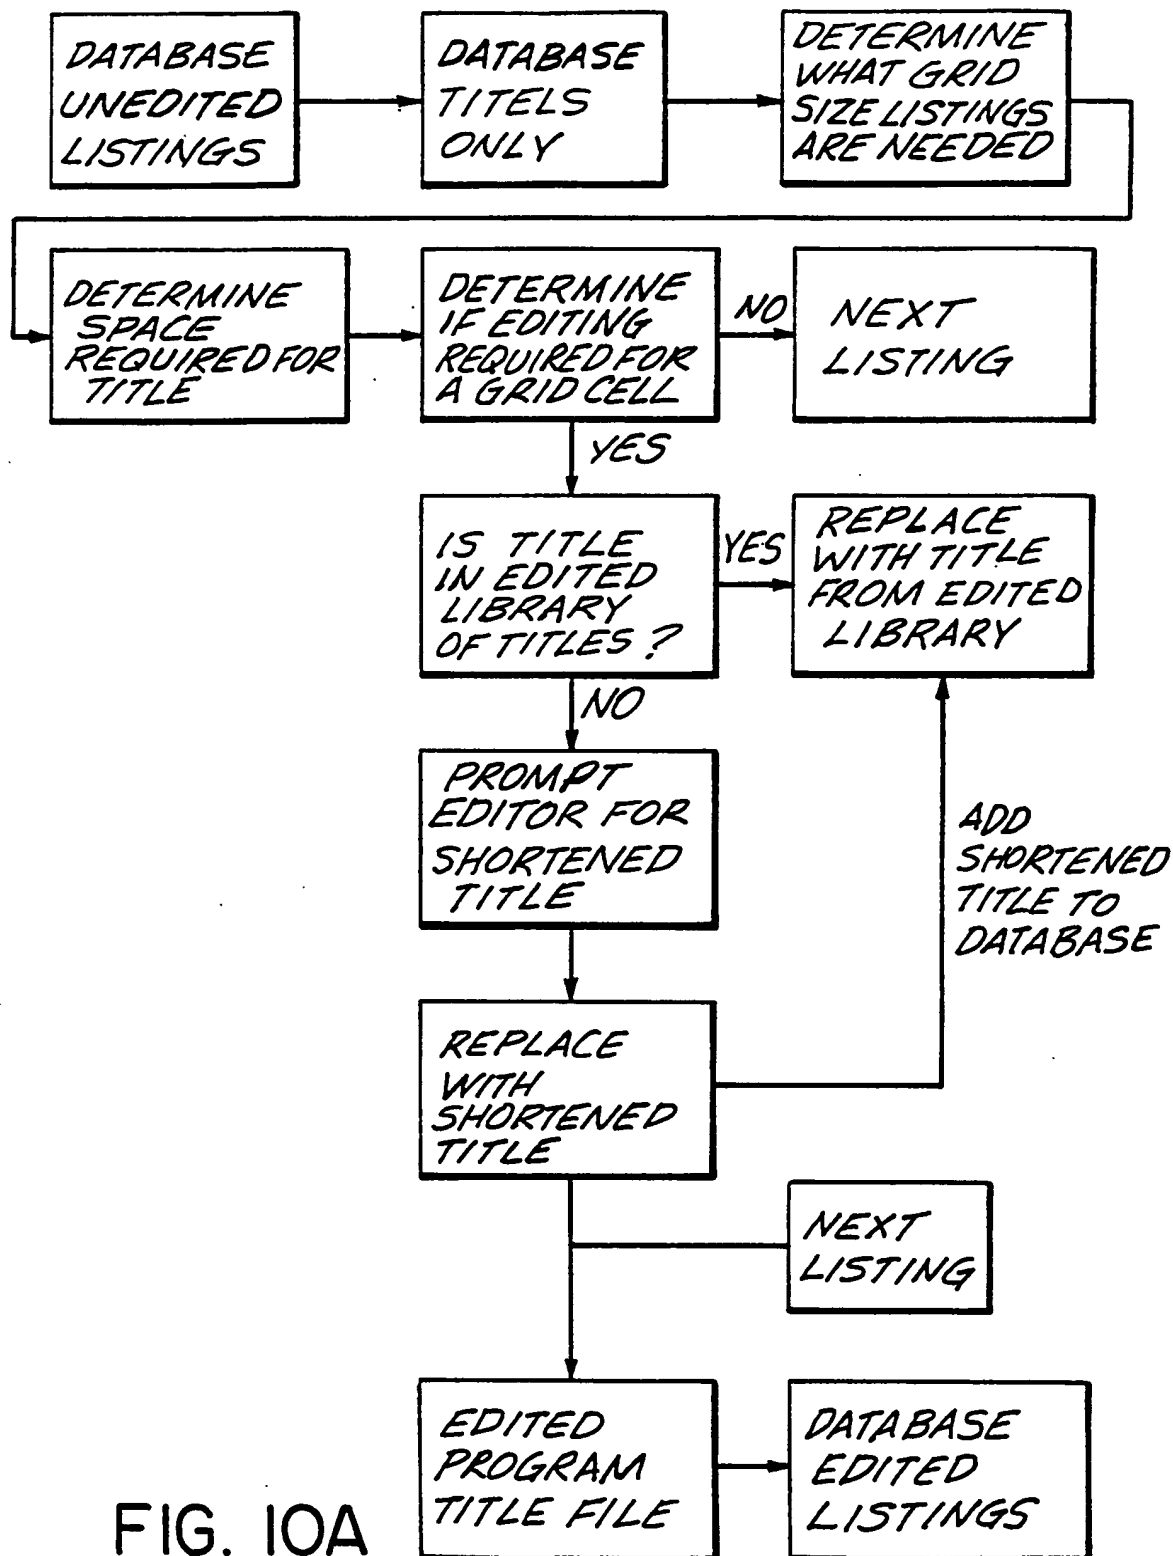 DATABASE
UNEDITED
LISTINGS
DATABASE
TITELS
ONLY
DETERMINE
WHAT GRID
SIZE LISTINGS
ARE NEEDED
DETERMINE
SPACE
REQUIRED FOR
TITLE
DETERMINE
IF EDITING
REQUIRED FOR
A GRID CELL
NO
NEXT
LISTING
YES
IS TITLE
IN EDITED
LIBRARY
OF TITLES?
YES
REPLACE
WITH TITLE
FROM EDITED
LIBRARY
NO
PROMPT
EDITOR FOR
SHORTENED
TITLE
ADD
SHORTENED
TITLE TO
DATABASE
REPLACE
WITH
SHORTENED
TITLE
NEXT
LISTING
EDITED
PROGRAM
TITLE FILE
DATABASE
EDITED
LISTINGS
FIG. 10A